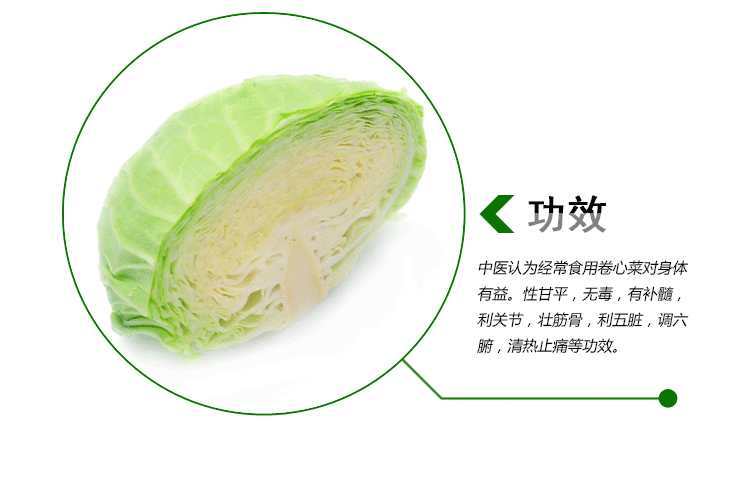 功效
中医认为经常食用卷心菜对身体
有益。性甘平，无毒，有补髓，
利关节，壮筋骨，利五脏，调六
腑，清热止痛等功效。